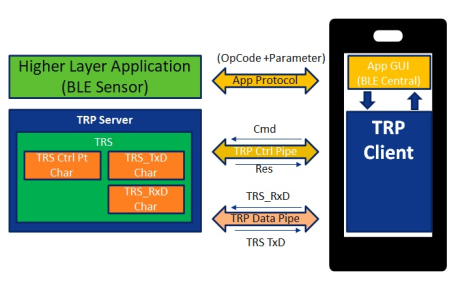 Higher Layer Application
(BLE Sensor)
(OpCode +Parameter)
App Protocol
App GUI
(BLE Central)
TRP Server
TRS
TRS Ctrl Pt
Char
TRS_TxD
Char
TRS_RxD
Char
Cmd
TRP Ctrl Pipe
Res
TRS_RxD
TRP Data Pipe
TRS TxD
TRP
Client